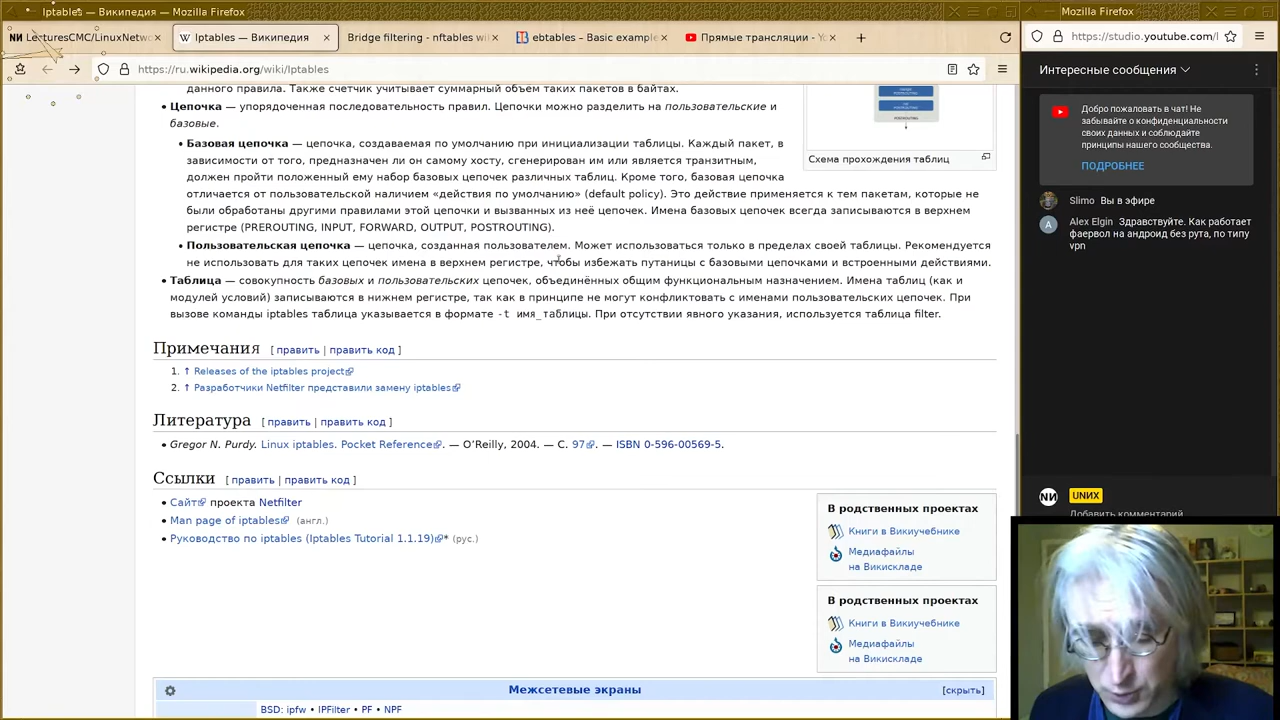 Iptables — Википедия — Mozilla Firefox
Mozilla Firefox
LecturesCMC/LinuxNetwo
Iptables — Википедия
Bridge filtering - nftables wi
ebtables – Basic example
Прямые трансляции - Yo
https://ru.wikipedia.org/wiki/Iptables
https://studio.youtube.com/l
данного правила. Также счетчик учитывает суммарный объем таких пакетов в байтах.
• Цепочка — упорядоченная последовательность правил. Цепочки можно разделить на пользовательские и
базовые.
• Базовая цепочка — цепочка, создаваемая по умолчанию при инициализации таблицы. Каждый пакет, в
зависимости от того, предназначен ли он самому хосту, сгенерирован им или является транзитным,
должен пройти положенный ему набор базовых цепочек различных таблиц. Кроме того, базовая цепочка
отличается от пользовательской наличием «действия по умолчанию» (default policy). Это действие применяется к тем пакетам, которые не
были обработаны другими правилами этой цепочки и вызванных из неё цепочек. Имена базовых цепочек всегда записываются в верхнем
регистре (PREROUTING, INPUT, FORWARD, OUTPUT, POSTROUTING).
Схема прохождения таблиц
• Пользовательская цепочка — цепочка, созданная пользователем. Может использоваться только в пределах своей таблицы. Рекомендуется
не использовать для таких цепочек имена в верхнем регистре, чтобы избежать путаницы с базовыми цепочками и встроенными действиями.
• Таблица — совокупность базовых и пользовательских цепочек, объединённых общим функциональным назначением. Имена таблиц (как и
модулей условий) записываются в нижнем регистре, так как в принципе не могут конфликтовать с именами пользовательских цепочек. При
вызове команды iptables таблица указывается в формате -t имя_таблицы. При отсутствии явного указания, используется таблица filter.
Примечания [ править | править код ]
1. ↑ Releases of the iptables project
2. ↑ Разработчики Netfilter представили замену iptables
Литература [ править | править код ]
• Gregor N. Purdy. Linux iptables. Pocket Reference. — O’Reilly, 2004. — С. 97. — ISBN 0-596-00569-5.
Ссылки [ править | править код ]
• Сайт проекта Netfilter
• Man page of iptables (англ.)
• Руководство по iptables (Iptables Tutorial 1.1.19)* (рус.)
В родственных проектах
Книги в Викиучебнике
Медиафайлы
на Викискладе
В родственных проектах
Книги в Викиучебнике
Медиафайлы
на Викискладе
Межсетевые экраны [скрыть]
BSD: ipfw • IPFilter • PF • NPF
Интересные сообщения
Добро пожаловать в чат! Не
забывайте о конфиденциальности
своих данных и соблюдайте
принципы нашего сообщества.
ПОДРОБНЕЕ
Slimo Вы в эфире
A Alex Elgin Здравствуйте. Как работает
фаервол на андроид без рута, по типу
vpn
UNИX
Добавить комментарий